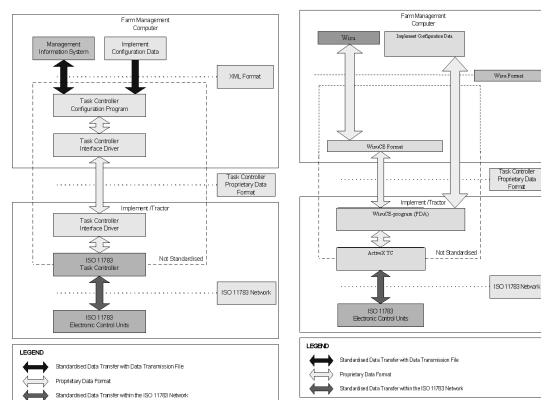 Farm Management
Computer
Management
Information System
Implement
Configuration Data
XML Format
Task Controller
Configuration Program
Task Controller
Interface Driver
Task Controller
Proprietary Data
Format
Implement /Tractor
Task Controller
Interface Driver
Not Standardised
ISO 11783
Task Controller
ISO 11783 Network
ISO 11783
Electronic Control Units
LEGEND
Standardised Data Transfer with Data Transmission File
Proprietary Data Format
Standardised Data Transfer within the ISO 11783 Network
Farm Management
Computer
Wisu
Implement Configuration Data
Wisu Format
WisuCE Format
Task Controller
Proprietary Data
Format
Implement /Tractor
WisuCE-program (PDA)
ActiveX TC
Not Standardised
ISO 11783 Network
ISO 11783
Electronic Control Units
LEGEND
Standardised Data Transfer with Data Transmission File
Proprietary Data Format
Standardised Data Transfer within the ISO 11783 Network